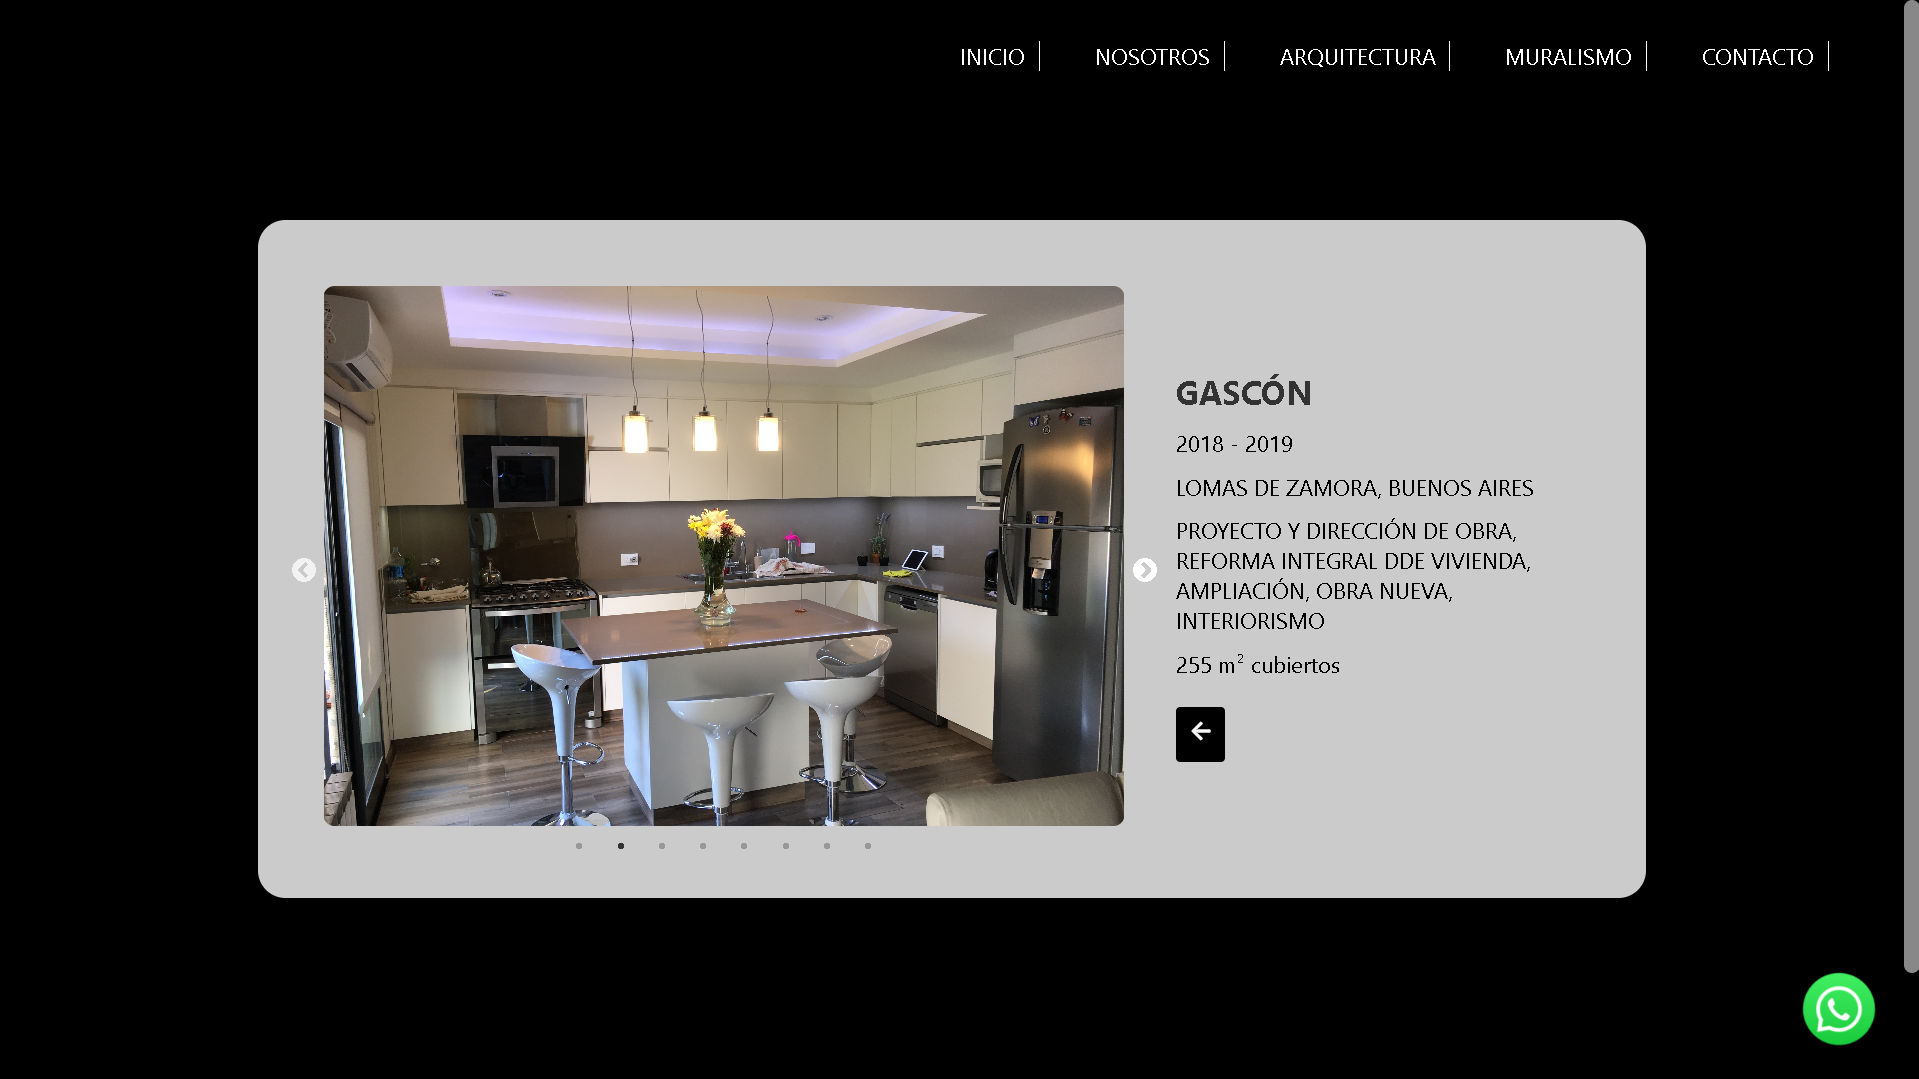 INICIO
NOSOTROS
ARQUITECTURA
MURALISMO
CONTACTO
GASCÓN
2018 - 2019
LOMAS DE ZAMORA, BUENOS AIRES
PROYECTO Y DIRECCIÓN DE OBRA,
REFORMA INTEGRAL DDE VIVIENDA,
AMPLIACIÓN, OBRA NUEVA,
INTERIORISMO
255 m² cubiertos